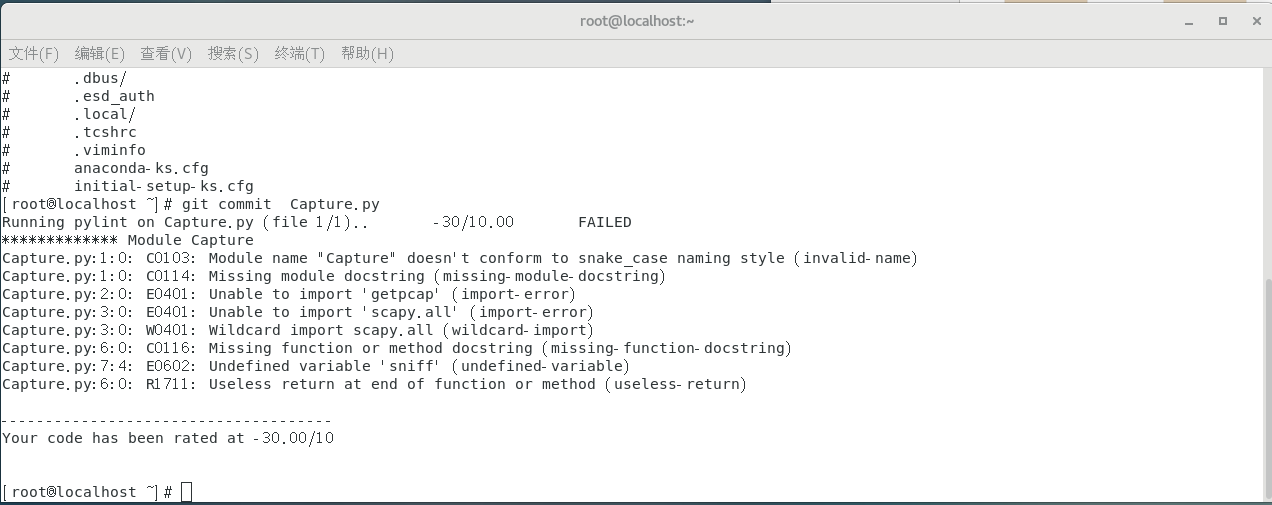 root@localhost:~
文件(F) 编辑(E) 查看(V) 搜索(S) 终端(T) 帮助(H)
# .dbus/
# .esd_auth
# .local/
# .tcshrc
# .viminfo
# anaconda-ks.cfg
# initial-setup-ks.cfg
[root@localhost ~]# git commit  Capture.py
Running pylint on Capture.py (file 1/1).. -30/10.00 FAILED
************* Module Capture
Capture.py:1:0: C0103: Module name "Capture" doesn't conform to snake_case naming style (invalid-name)
Capture.py:1:0: C0114: Missing module docstring (missing-module-docstring)
Capture.py:2:0: E0401: Unable to import 'getpcap' (import-error)
Capture.py:3:0: E0401: Unable to import 'scapy.all' (import-error)
Capture.py:3:0: W0401: Wildcard import scapy.all (wildcard-import)
Capture.py:6:0: C0116: Missing function or method docstring (missing-function-docstring)
Capture.py:7:4: E0602: Undefined variable 'sniff' (undefined-variable)
Capture.py:6:0: R1711: Useless return at end of function or method (useless-return)
------------------------------------
Your code has been rated at -30.00/10
[root@localhost ~]#